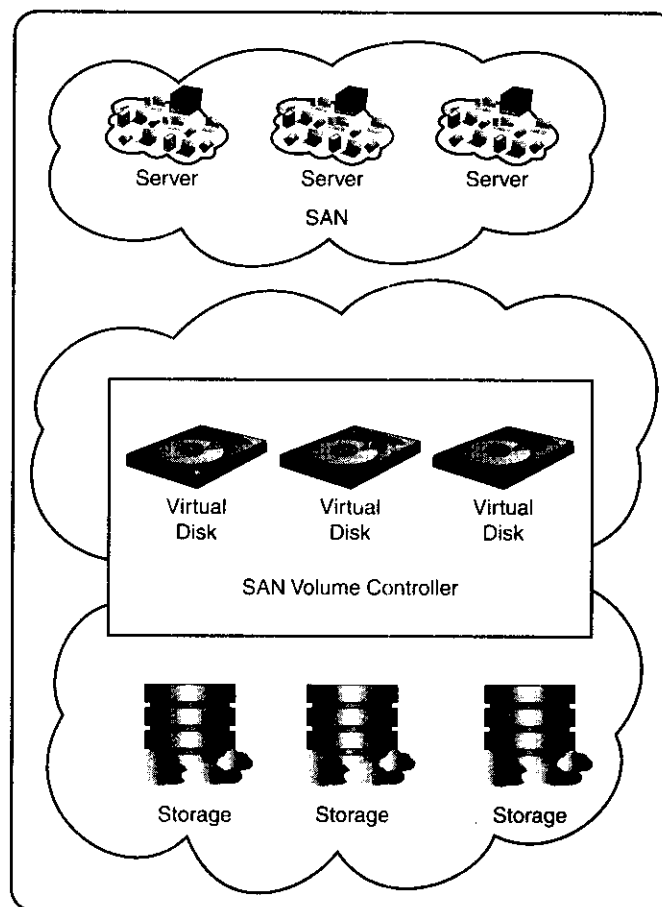 Server Server Server
SAN
Virtual Virtual Virtual
Disk Disk Disk
SAN Volume Controller
Storage Storage Storage